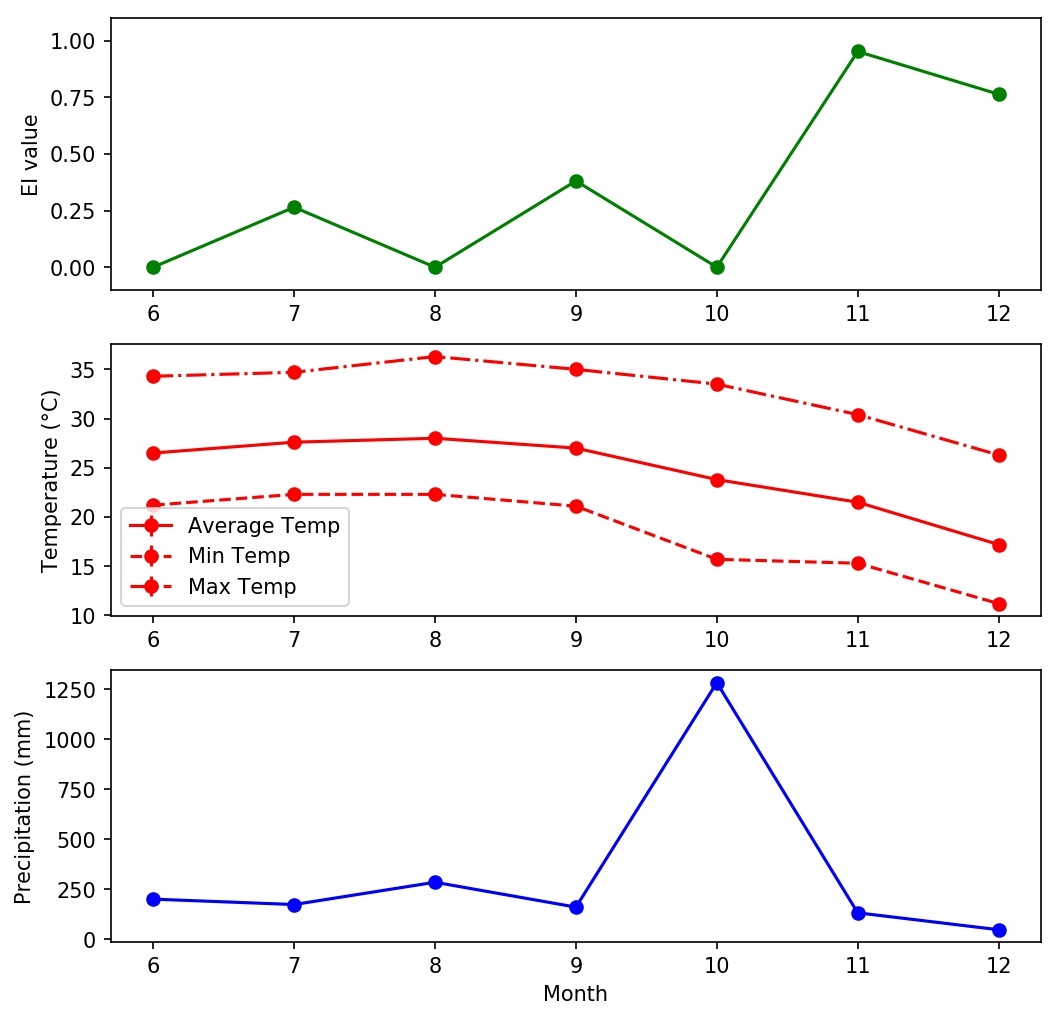 1.00
0.75
0.50
0.25
0.00
EI value
6 7 8 9 10 11 12
35
30
25
20
15
10
Temperature (°C)
Average Temp
Min Temp
Max Temp
6 7 8 9 10 11 12
1250
1000
750
500
250
0
Precipitation (mm)
6 7 8 9 10 11 12
Month